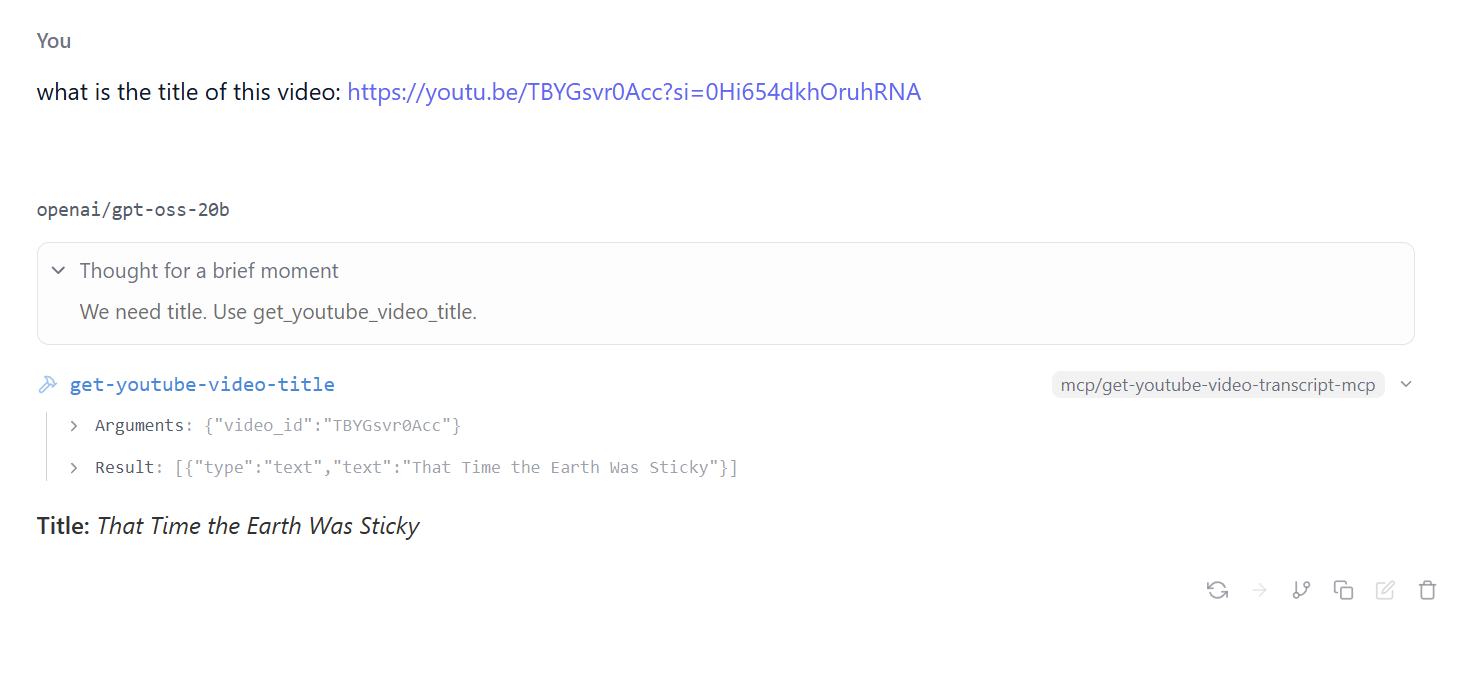 You
what is the title of this video: https://youtu.be/TBYGsvr0Acc?si=0Hi654dkhOruhRNA
openai/gpt-oss-20b
Thought for a brief moment
We need title. Use get_youtube_video_title.
get-youtube-video-title mcp/get-youtube-video-transcript-mcp
Arguments: {"video_id":"TBYGsvr0Acc"}
Result: [{"type":"text","text":"That Time the Earth Was Sticky"}]
Title: That Time the Earth Was Sticky